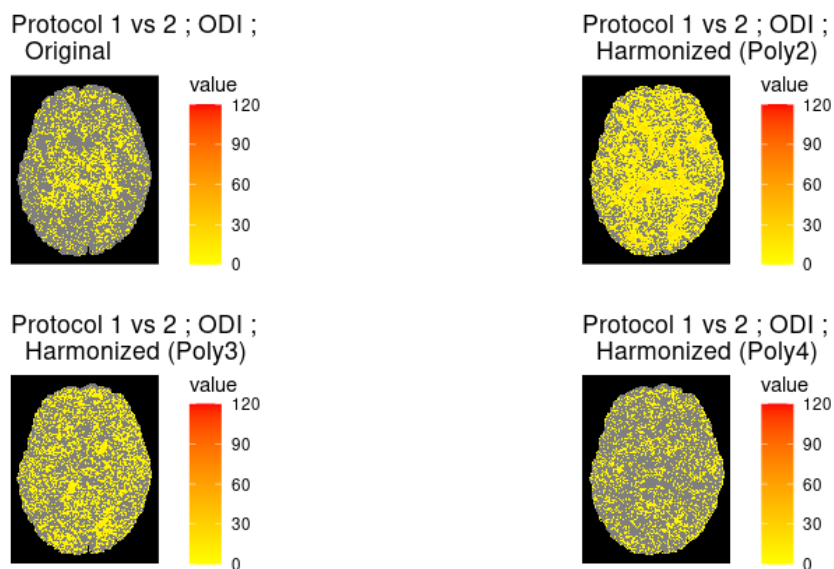 Protocol 1 vs 2 ; ODI ;
Original
value
120
90
60
30
0
Protocol 1 vs 2 ; ODI ;
Harmonized (Poly2)
value
120
90
60
30
0
Protocol 1 vs 2 ; ODI ;
Harmonized (Poly3)
value
120
90
60
30
0
Protocol 1 vs 2 ; ODI ;
Harmonized (Poly4)
value
120
90
60
30
0